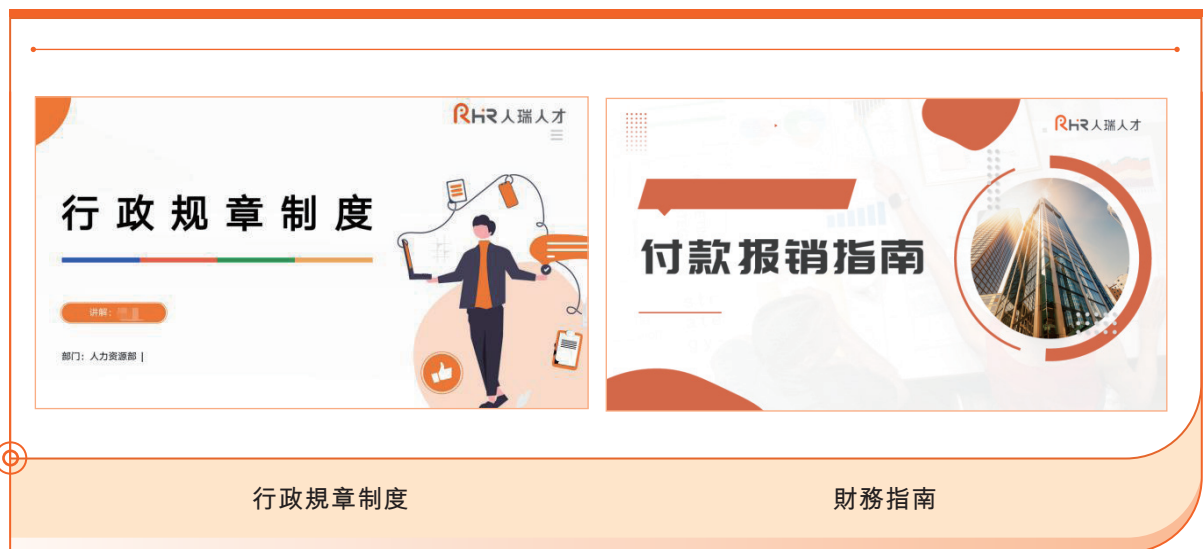 RHR人瑞人才
行政规章制度
讲解：
部门：人力资源部 |
RHR人瑞人才
付款报销指南
行政規章制度
財務指南